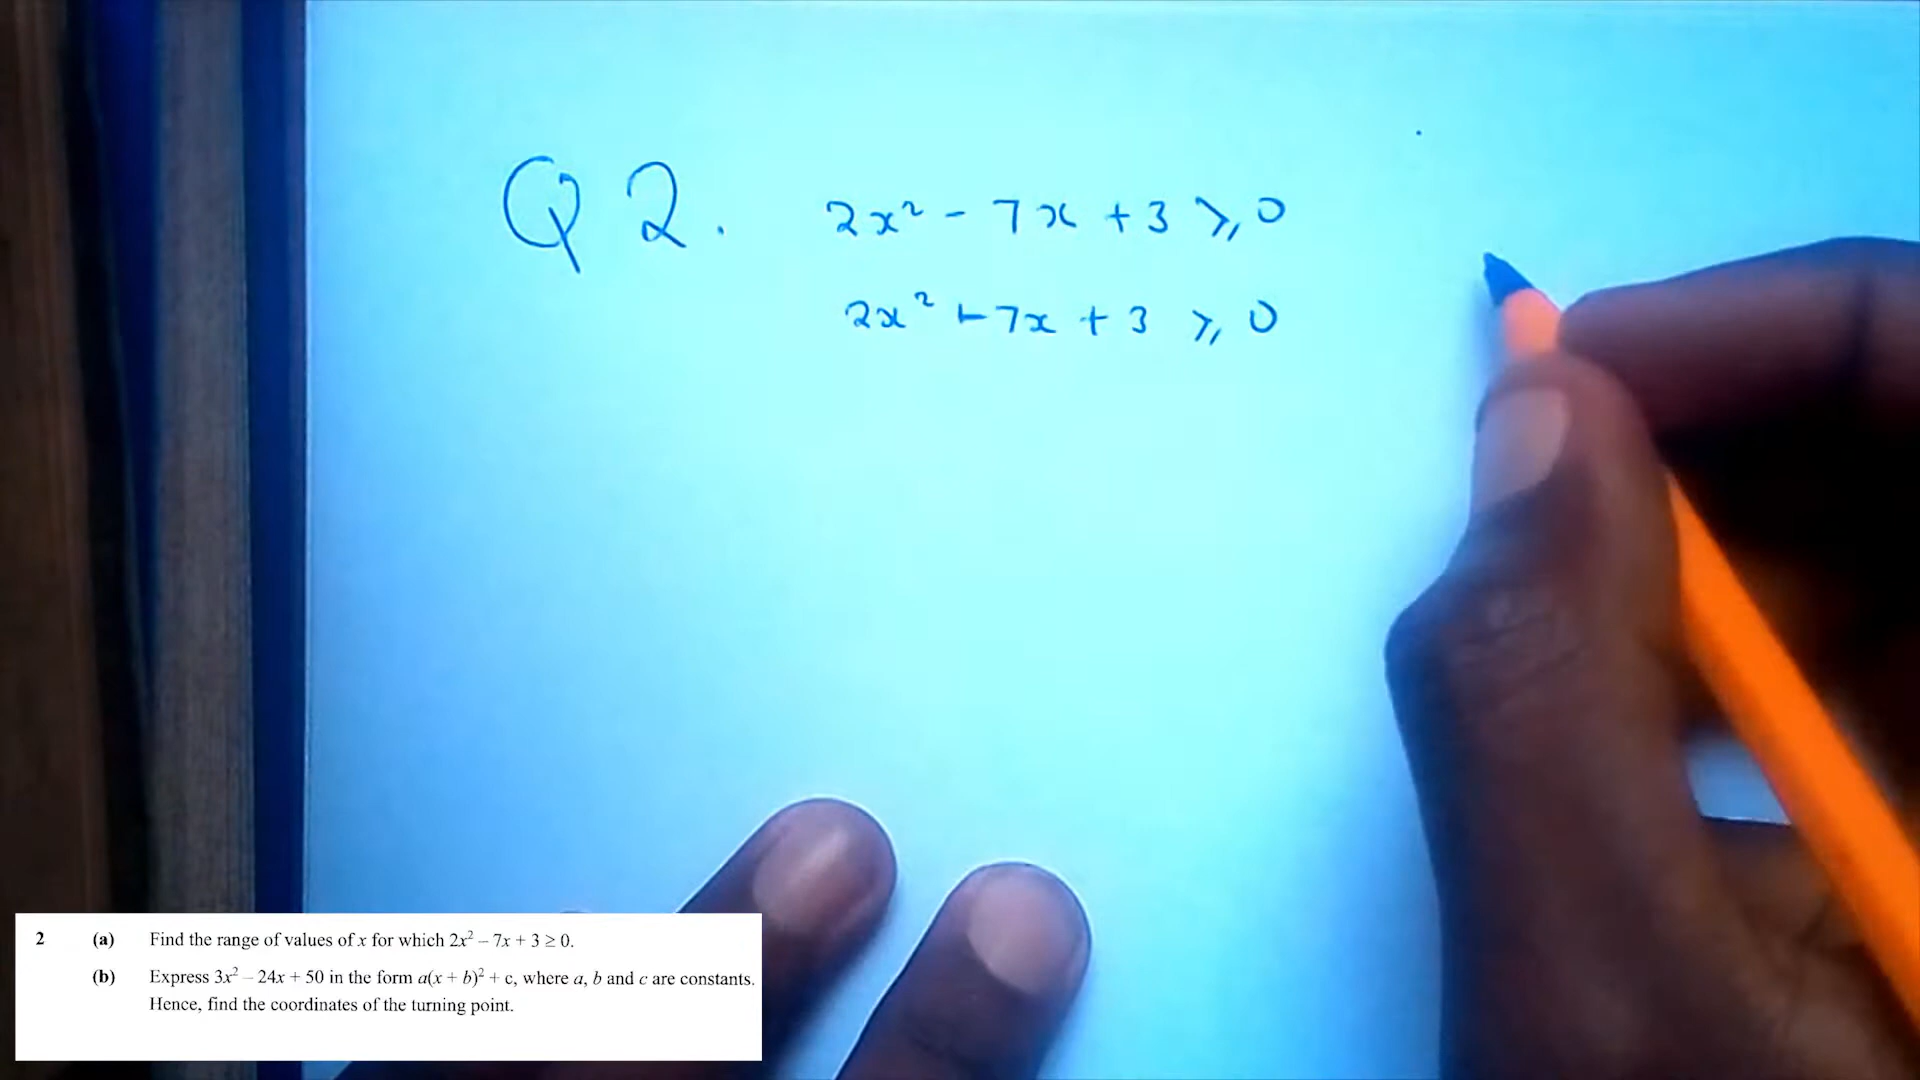 Q2. 2x² - 7x + 3 ⩾ 0
2x² + 7x + 3 ⩾ 0
2 (a) Find the range of values of x for which 2x² – 7x + 3 ≥ 0.
(b) Express 3x² – 24x + 50 in the form a(x + b)² + c, where a, b and c are constants.
Hence, find the coordinates of the turning point.